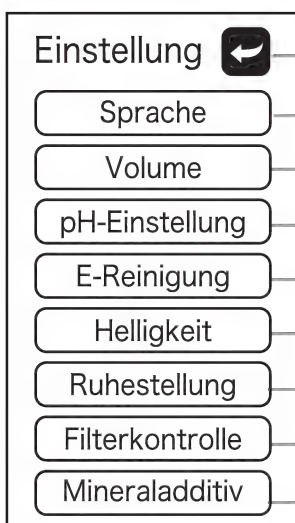 Einstellung
Sprache
Volume
pH-Einstellung
E-Reinigung
Helligkeit
Ruhestellung
Filterkontrolle
Mineraladditiv